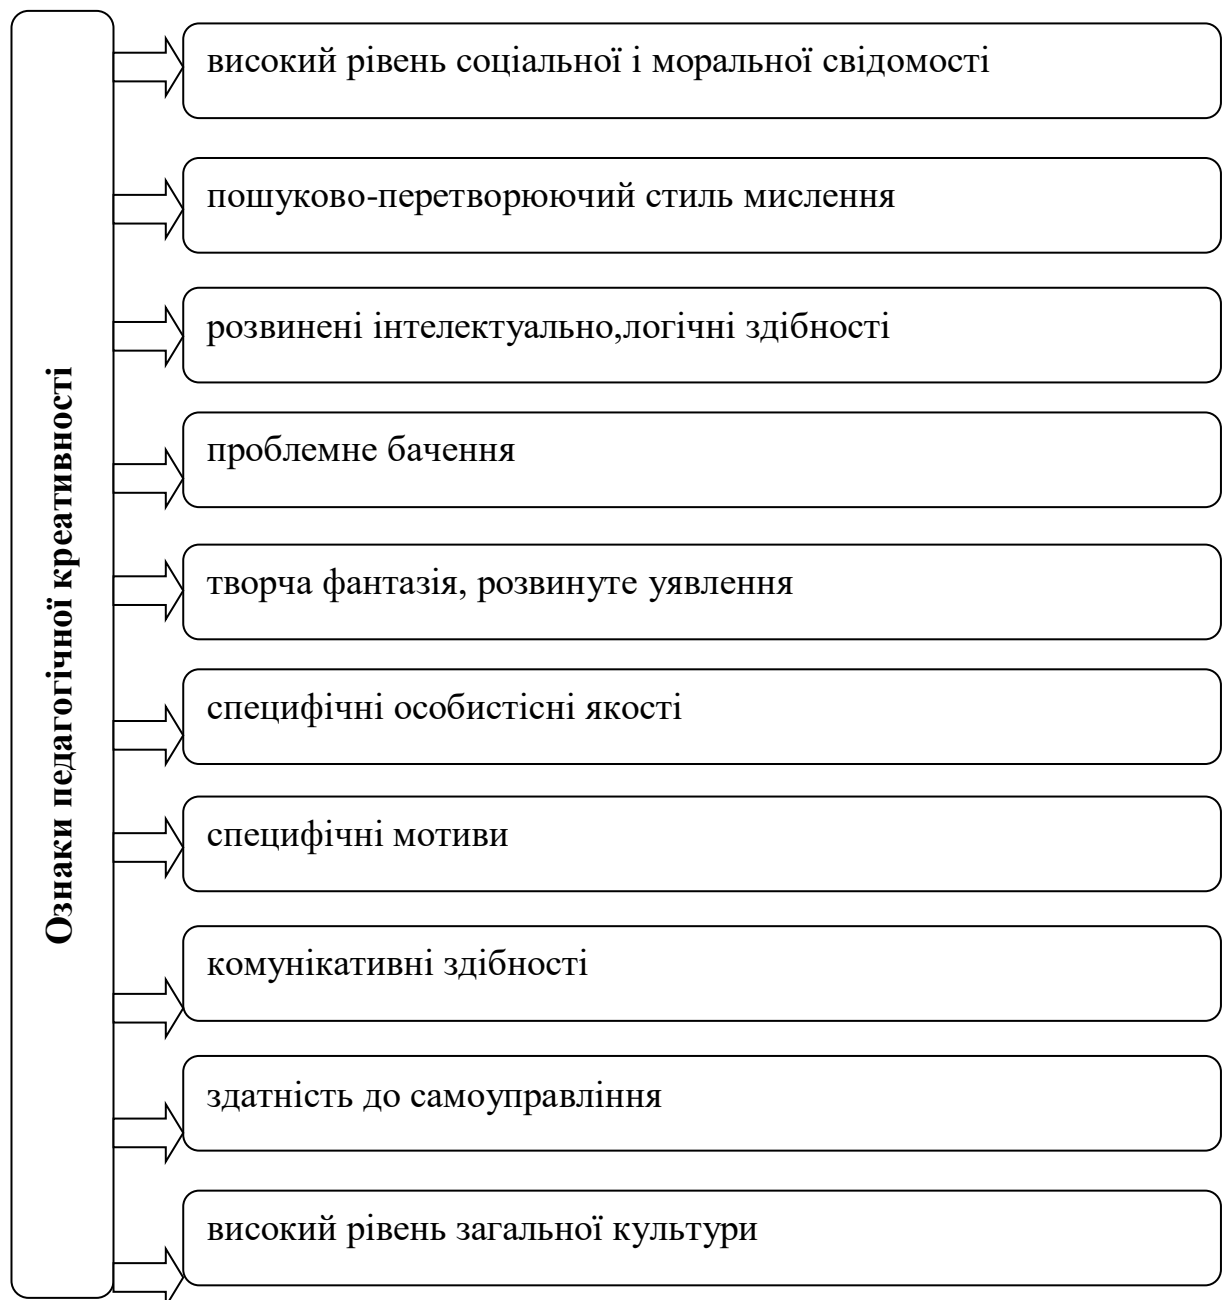 Ознаки педагогічної креативності
високий рівень соціальної і моральної свідомості
пошуково-перетворюючий стиль мислення
розвинені інтелектуально,логічні здібності
проблемне бачення
творча фантазія, розвинуте уявлення
специфічні особистісні якості
специфічні мотиви
комунікативні здібності
здатність до самоуправління
високий рівень загальної культури